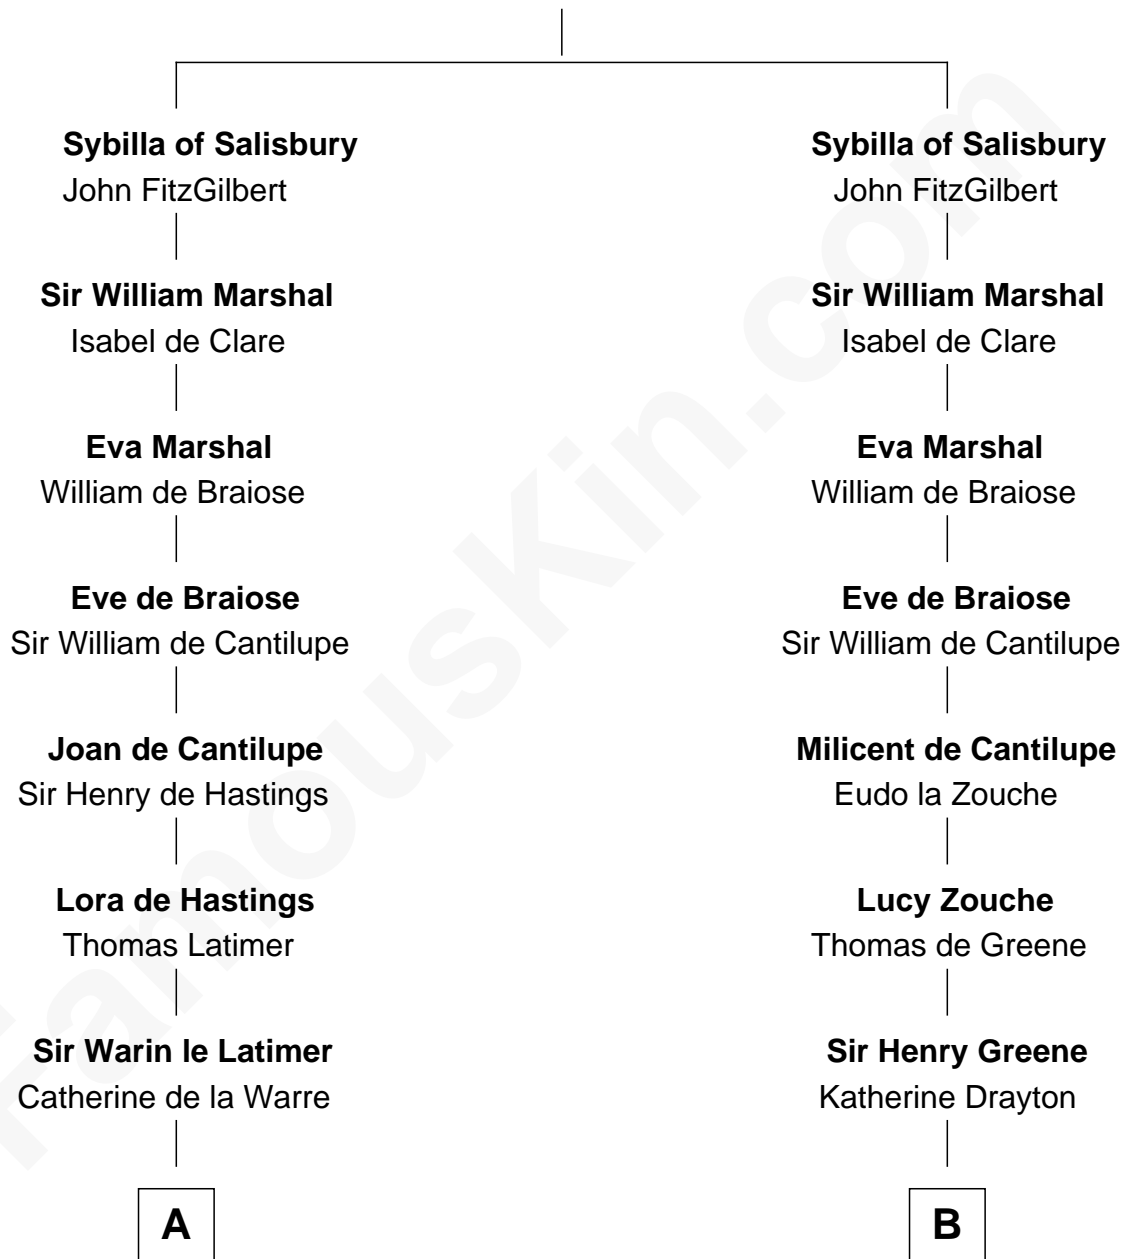 Sybilla of Salisbury
John FitzGilbert
Sir William Marshal
Isabel de Clare
Eva Marshal
William de Braiose
Eve de Braiose
Sir William de Cantilupe
Joan de Cantilupe
Sir Henry de Hastings
Lora de Hastings
Thomas Latimer
Sir Warin le Latimer
Catherine de la Warre
A
Sybilla of Salisbury
John FitzGilbert
Sir William Marshal
Isabel de Clare
Eva Marshal
William de Braiose
Eve de Braiose
Sir William de Cantilupe
Milicent de Cantilupe
Eudo la Zouche
Lucy Zouche
Thomas de Greene
Sir Henry Greene
Katherine Drayton
B
FamousKin.com